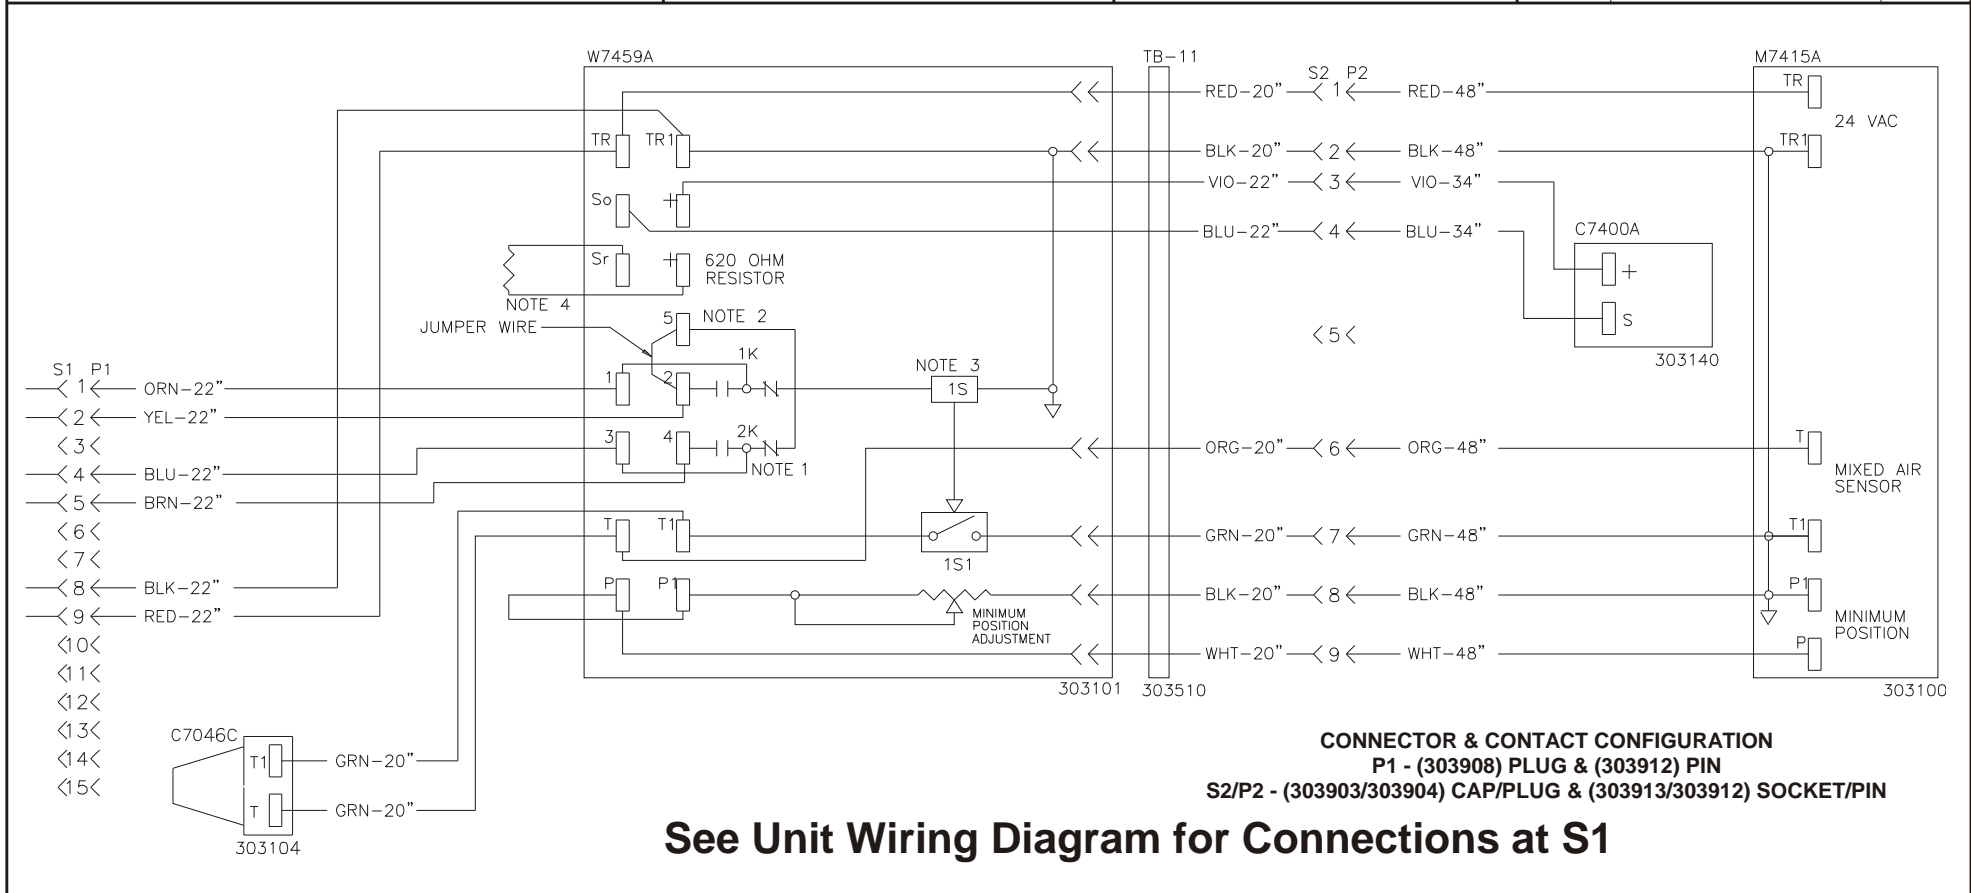 W7459A
TB-11
M7415A
S2 P2
RED-20" 1 RED-48"
TR
24 VAC
TR TR1
BLK-20" 2 BLK-48"
TR1
VIO-22" 3 VIO-34"
So +
BLU-22" 4 BLU-34"
C7400A
+
S
303140
Sr + 620 OHM
RESISTOR
NOTE 4
5 NOTE 2
JUMPER WIRE
5
1K
NOTE 3
S1 P1
1 ORN-22"
1 2
1S
2 YEL-22"
3
3 4 2K
NOTE 1
ORG-20" 6 ORG-48"
T
MIXED AIR
SENSOR
4 BLU-22"
5 BRN-22"
6
T T1
1S1
GRN-20" 7 GRN-48"
T1
7
8 BLK-22"
P P1
BLK-20" 8 BLK-48"
P1
9 RED-22"
MINIMUM
POSITION
ADJUSTMENT
MINIMUM
POSITION
10
WHT-20" 9 WHT-48"
P
11
303101
303510
303100
12
13
14
15
C7046C
T1 GRN-20"
T GRN-20"
303104
CONNECTOR & CONTACT CONFIGURATION
P1 - (303908) PLUG & (303912) PIN
S2/P2 - (303903/303904) CAP/PLUG & (303913/303912) SOCKET/PIN
See Unit Wiring Diagram for Connections at S1